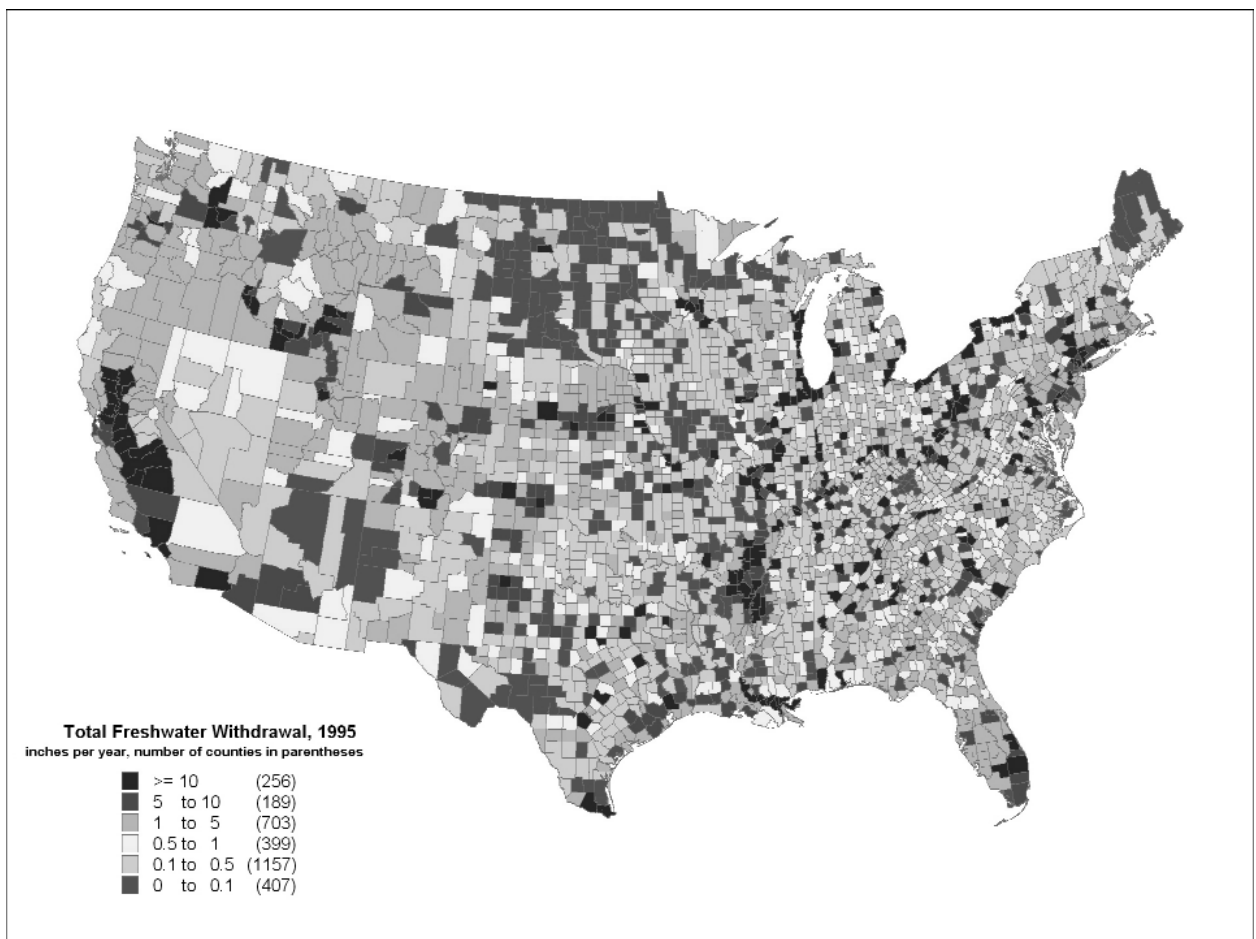 Total Freshwater Withdrawal, 1995
inches per year, number of counties in parentheses
>= 10 (256)
5 to 10 (189)
1 to 5 (703)
0.5 to 1 (399)
0.1 to 0.5 (1157)
0 to 0.1 (407)